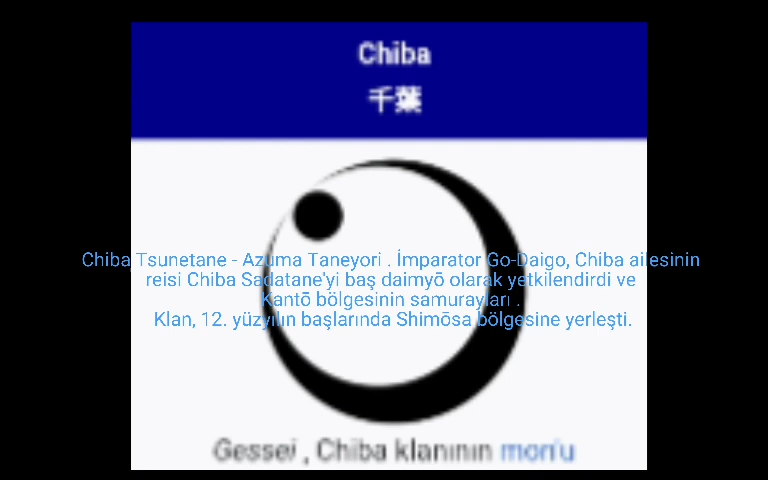 Chiba
千葉
Chiba Tsunetane - Azuma Taneyori . İmparator Go-Daigo, Chiba ailesinin
reisi Chiba Sadatane'yi baş daimyō olarak yetkilendirdi ve
Kantō bölgesinin samurayları .
Klan, 12. yüzyılın başlarında Shimōsa bölgesine yerleşti.
Gessei , Chiba klanının mon'u